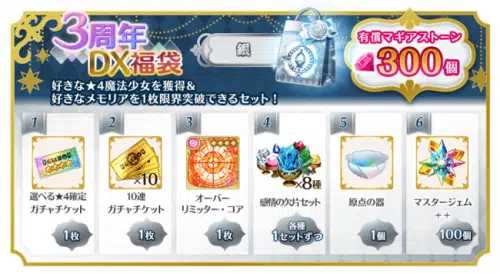 3周年
DX福袋
銀
有償マギアストーン
300個
好きな★4魔法少女を獲得&
好きなメモリアを1枚限界突破できるセット!
1
選べる★4確定
ガチャチケット
1枚
2
×10
10連
ガチャチケット
1枚
3
オーバー
リミッター・コア
1枚
4
×8種
感情の欠片セット
各種
1セットずつ
5
原点の器
1個
6
マスタージェム
++
100個